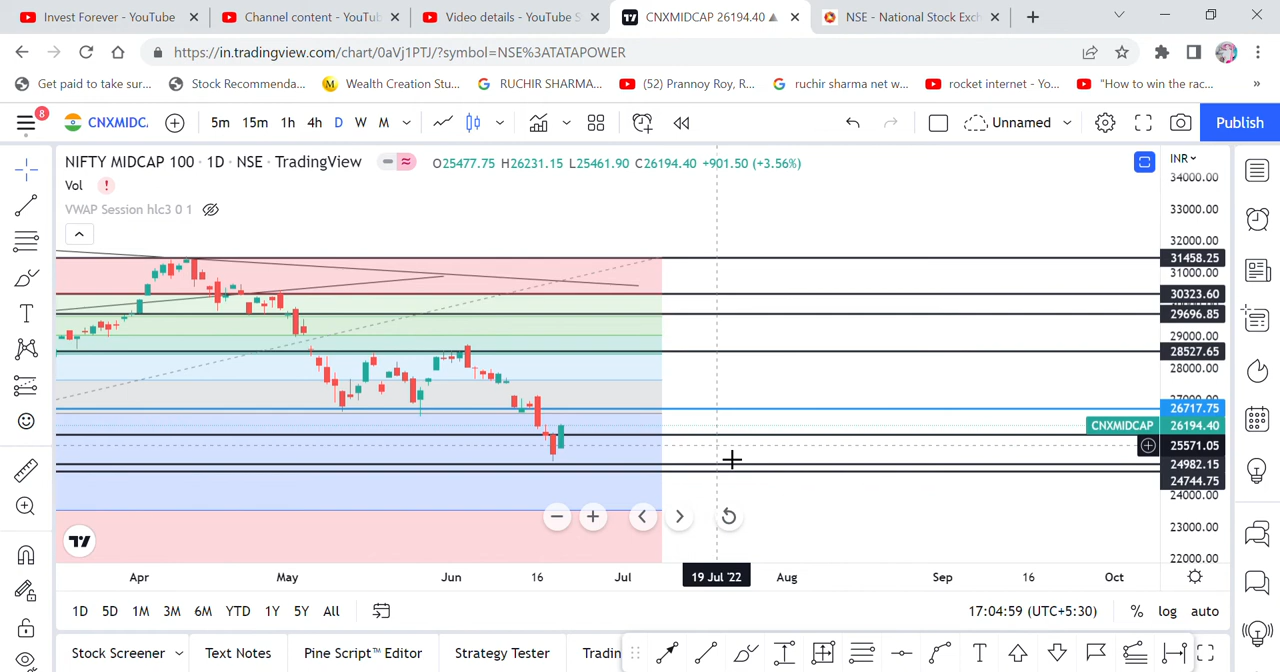 Invest Forever - YouTube
Channel content - YouTu
Video details - YouTube S
CNXMIDCAP 26194.40
NSE - National Stock Exch
https://in.tradingview.com/chart/0aVj1PTJ/?symbol=NSE%3ATATAPOWER
Get paid to take sur...
Stock Recommenda...
Wealth Creation Stu...
RUCHIR SHARMA...
(52) Prannoy Roy, R...
ruchir sharma net w...
rocket internet - Yo...
"How to win the rac...
»
8
CNXMIDC.
5m 15m 1h 4h D W M
Unnamed
Publish
NIFTY MIDCAP 100 · 1D · NSE · TradingView
O25477.75 H26231.15 L25461.90 C26194.40 +901.50 (+3.56%)
INR
Vol !
VWAP Session hlc3 0 1
34000.00
33000.00
32000.00
31458.25
31000.00
30323.60
29696.85
29000.00
28527.65
28000.00
26717.75
CNXMIDCAP 26194.40
25571.05
24982.15
24744.75
24000.00
23000.00
22000.00
Apr May Jun 16 Jul 19 Jul '22 Aug Sep 16 Oct
1D 5D 1M 3M 6M YTD 1Y 5Y All
17:04:59 (UTC+5:30) % log auto
Stock Screener Text Notes Pine Script™ Editor Strategy Tester Tradin